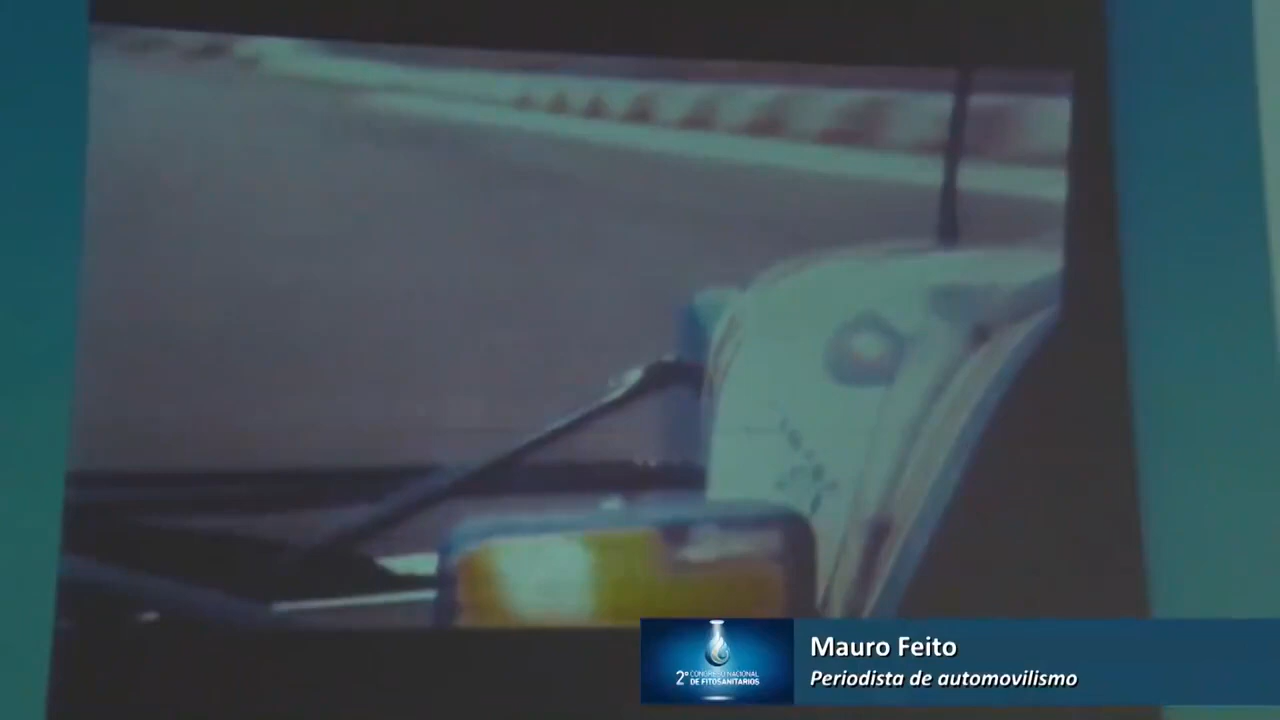 Mauro Feito
Periodista de automovilismo
2º CONGRESO NACIONAL
DE FITOSANITARIOS